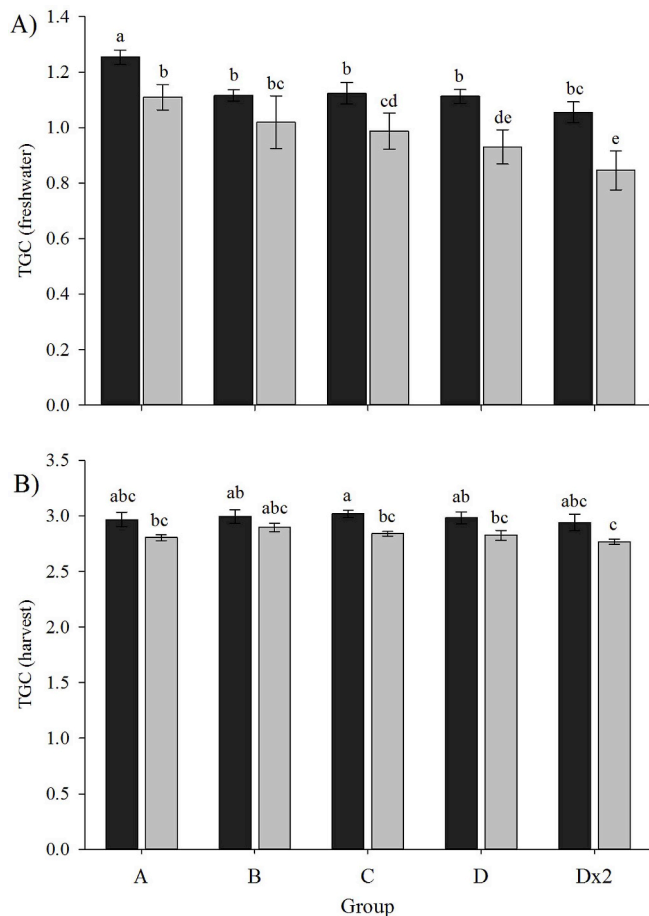 A)
TGC (freshwater)
1.4
1.2
1.0
0.8
0.6
0.4
0.2
0.0
a
b
b
bc
b
cd
b
de
bc
e
B)
TGC (harvest)
3.5
3.0
2.5
2.0
1.5
1.0
0.5
0.0
abc
bc
ab
abc
a
bc
ab
bc
abc
c
A B C D Dx2
Group